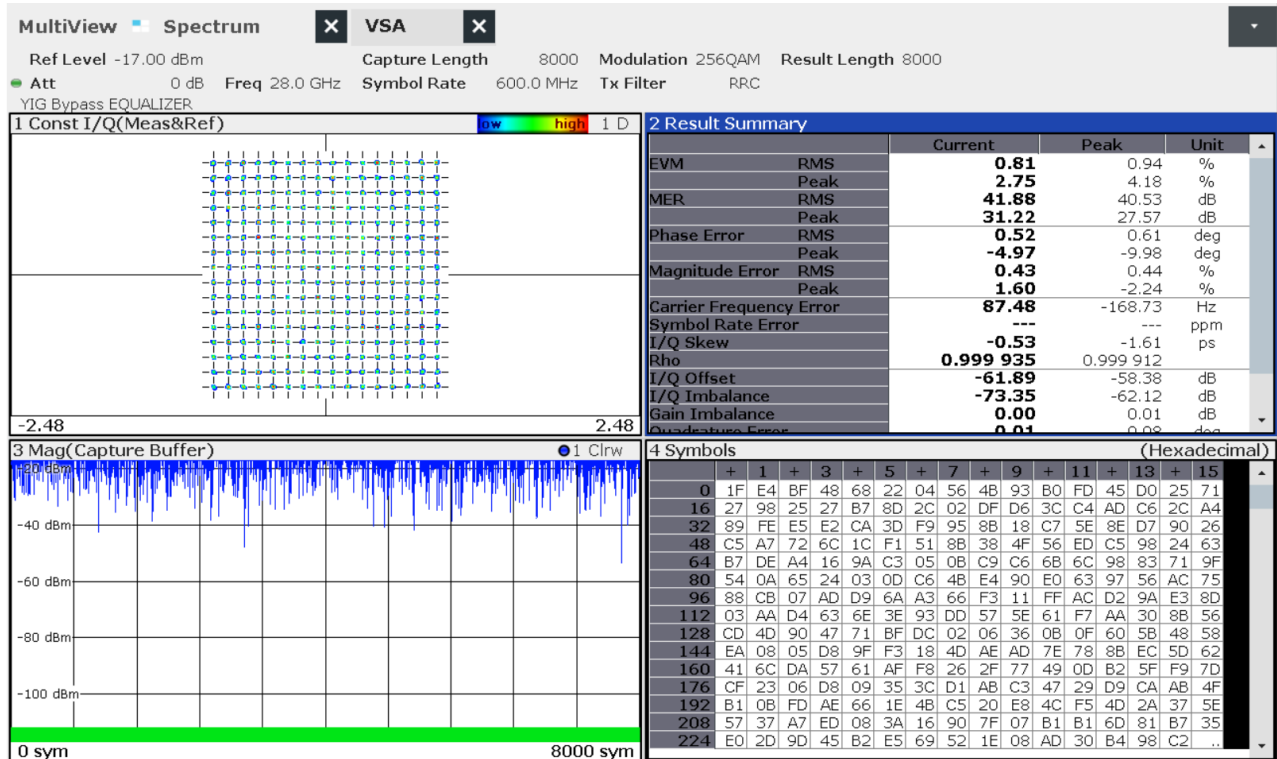 MultiView Spectrum X VSA X
Ref Level -17.00 dBm Capture Length 8000 Modulation 256QAM Result Length 8000
Att 0 dB Freq 28.0 GHz Symbol Rate 600.0 MHz Tx Filter RRC
YIG Bypass EQUALIZER
1 Const I/Q(Meas&Ref) low high 1 D
-2.48 2.48
2 Result Summary
Current Peak Unit
EVM RMS 0.81 0.94 %
Peak 2.75 4.18 %
MER RMS 41.88 40.53 dB
Peak 31.22 27.57 dB
Phase Error RMS 0.52 0.61 deg
Peak -4.97 -9.98 deg
Magnitude Error RMS 0.43 0.44 %
Peak 1.60 -2.24 %
Carrier Frequency Error 87.48 -168.73 Hz
Symbol Rate Error --- --- ppm
I/Q Skew -0.53 -1.61 ps
Rho 0.999 935 0.999 912
I/Q Offset -61.89 -58.38 dB
I/Q Imbalance -73.35 -62.12 dB
Gain Imbalance 0.00 0.01 dB
Quadrature Error 0.01 0.08 deg
3 Mag(Capture Buffer) 1 Clrw
-20 dBm
-40 dBm
-60 dBm
-80 dBm
-100 dBm
0 sym 8000 sym
4 Symbols (Hexadecimal)
+ 1 + 3 + 5 + 7 + 9 + 11 + 13 + 15
0 1F E4 BF 48 68 22 04 56 4B 93 B0 FD 45 D0 25 71
16 27 98 25 27 B7 8D 2C 02 DF D6 3C C4 AD C6 2C A4
32 89 FE E5 E2 CA 3D F9 95 8B 18 C7 5E 8E D7 90 26
48 C5 A7 72 6C 1C F1 51 8B 38 4F 56 ED C5 98 24 63
64 B7 DE A4 16 9A C3 05 0B C9 C6 6B 6C 98 83 71 9F
80 54 0A 65 24 03 0D C6 4B E4 90 E0 63 97 56 AC 75
96 88 CB 07 AD D9 6A A3 66 F3 11 FF AC D2 9A E3 8D
112 03 AA D4 63 6E 3E 93 DD 57 5E 61 F7 AA 30 8B 56
128 CD 4D 90 47 71 BF DC 02 06 36 0B 0F 60 5B 48 58
144 EA 08 05 D8 9F F3 18 4D AE AD 7E 78 8B EC 5D 62
160 41 6C DA 57 61 AF F8 26 2F 77 49 0D B2 5F F9 7D
176 CF 23 06 D8 09 35 3C D1 AB C3 47 29 D9 CA AB 4F
192 B1 0B FD AE 66 1E 4B C5 20 E8 4C F5 4D 2A 37 5E
208 57 37 A7 ED 08 3A 16 90 7F 07 B1 B1 6D 81 B7 35
224 E0 2D 9D 45 B2 E5 69 52 1E 08 AD 30 B4 98 C2 ..